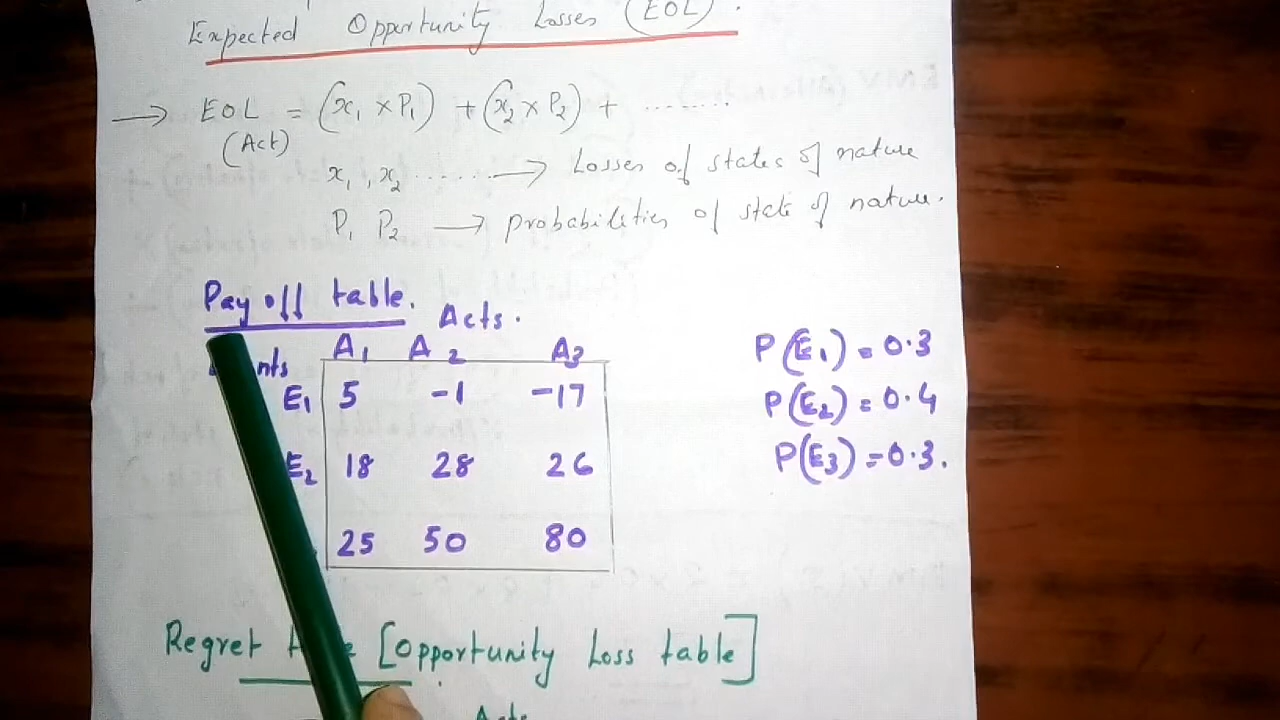 Expected Opportunity Losses (EOL).
→ EOL = (x₁ × P₁) + (x₂ × P₂) + ........
(Act)
x₁, x₂ ....... → Losses of states of nature
P₁ P₂ → probabilities of state of nature.
Pay off table.
Acts.
nts A₁ A₂ A₃
E₁ 5 -1 -17
E₂ 18 28 26
25 50 80
P(E₁) = 0.3
P(E₂) = 0.4
P(E₃) = 0.3.
Regret [Opportunity Loss table]
Acts